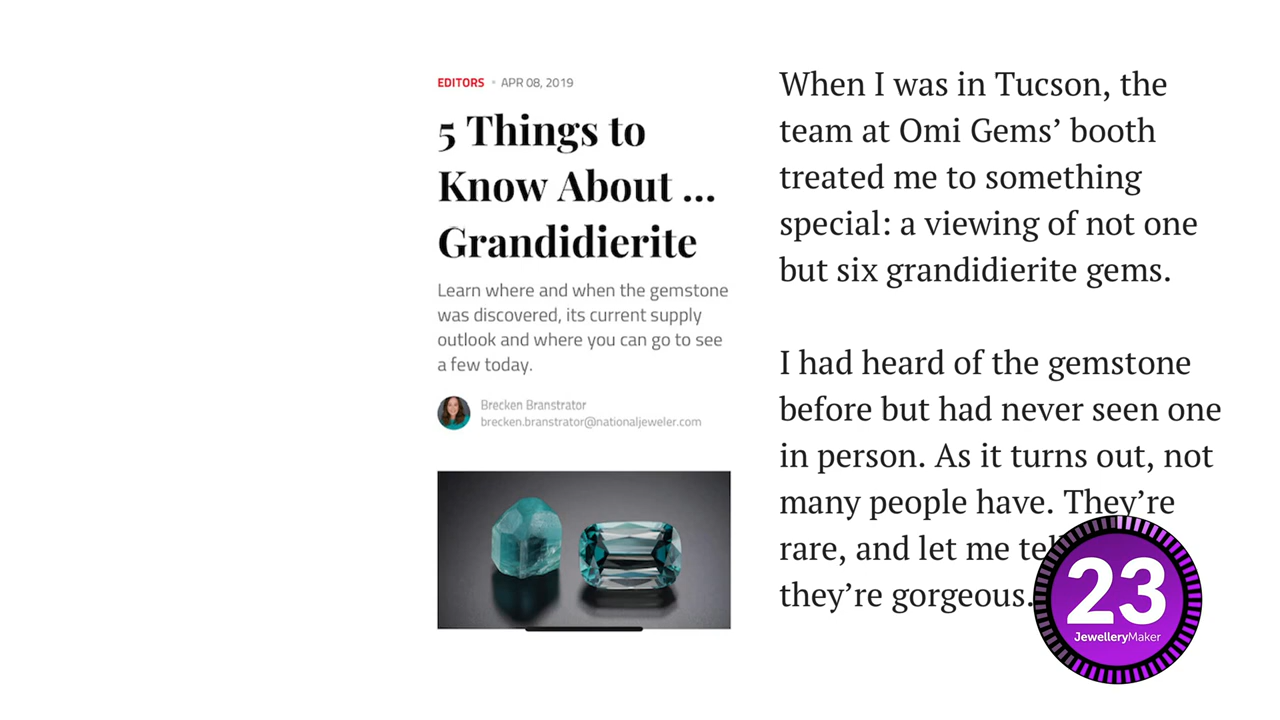 EDITORS • APR 08, 2019
5 Things to
Know About ...
Grandidierite
Learn where and when the gemstone
was discovered, its current supply
outlook and where you can go to see
a few today.
Brecken Branstrator
brecken.branstrator@nationaljeweler.com
When I was in Tucson, the
team at Omi Gems’ booth
treated me to something
special: a viewing of not one
but six grandidierite gems.
I had heard of the gemstone
before but had never seen one
in person. As it turns out, not
many people have. They’re
rare, and let me
they’re gorgeous.
23
JewelleryMaker